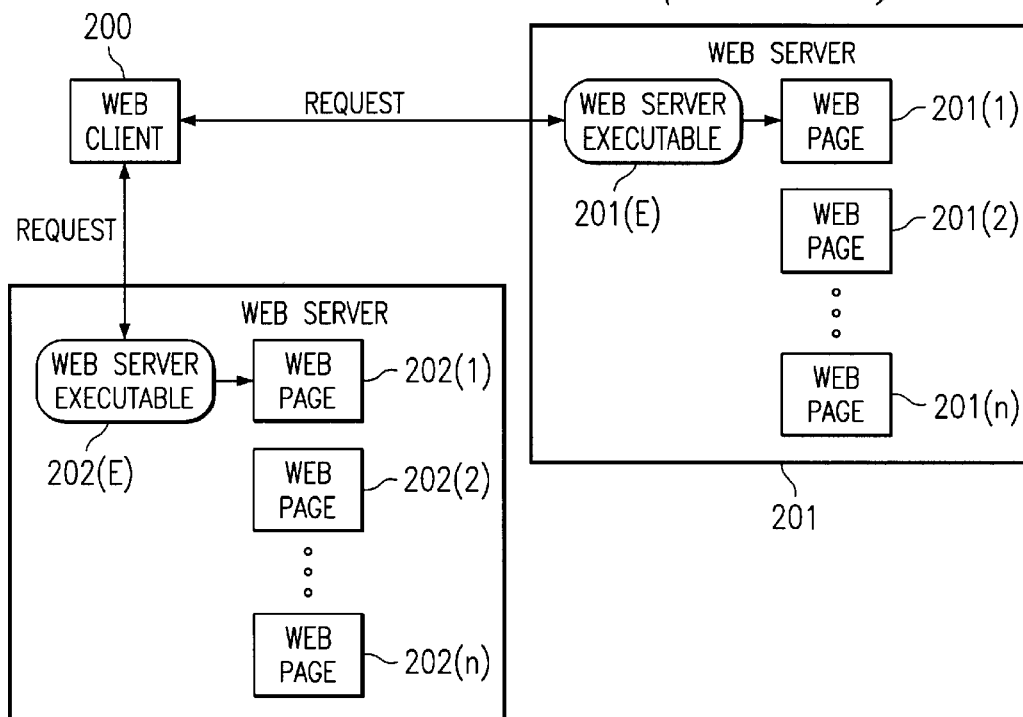 200
WEB
CLIENT
REQUEST
REQUEST
WEB SERVER
WEB SERVER
EXECUTABLE
201(E)
WEB
PAGE
201(1)
WEB
PAGE
201(2)
WEB
PAGE
201(n)
201
WEB SERVER
WEB SERVER
EXECUTABLE
202(E)
WEB
PAGE
202(1)
WEB
PAGE
202(2)
WEB
PAGE
202(n)